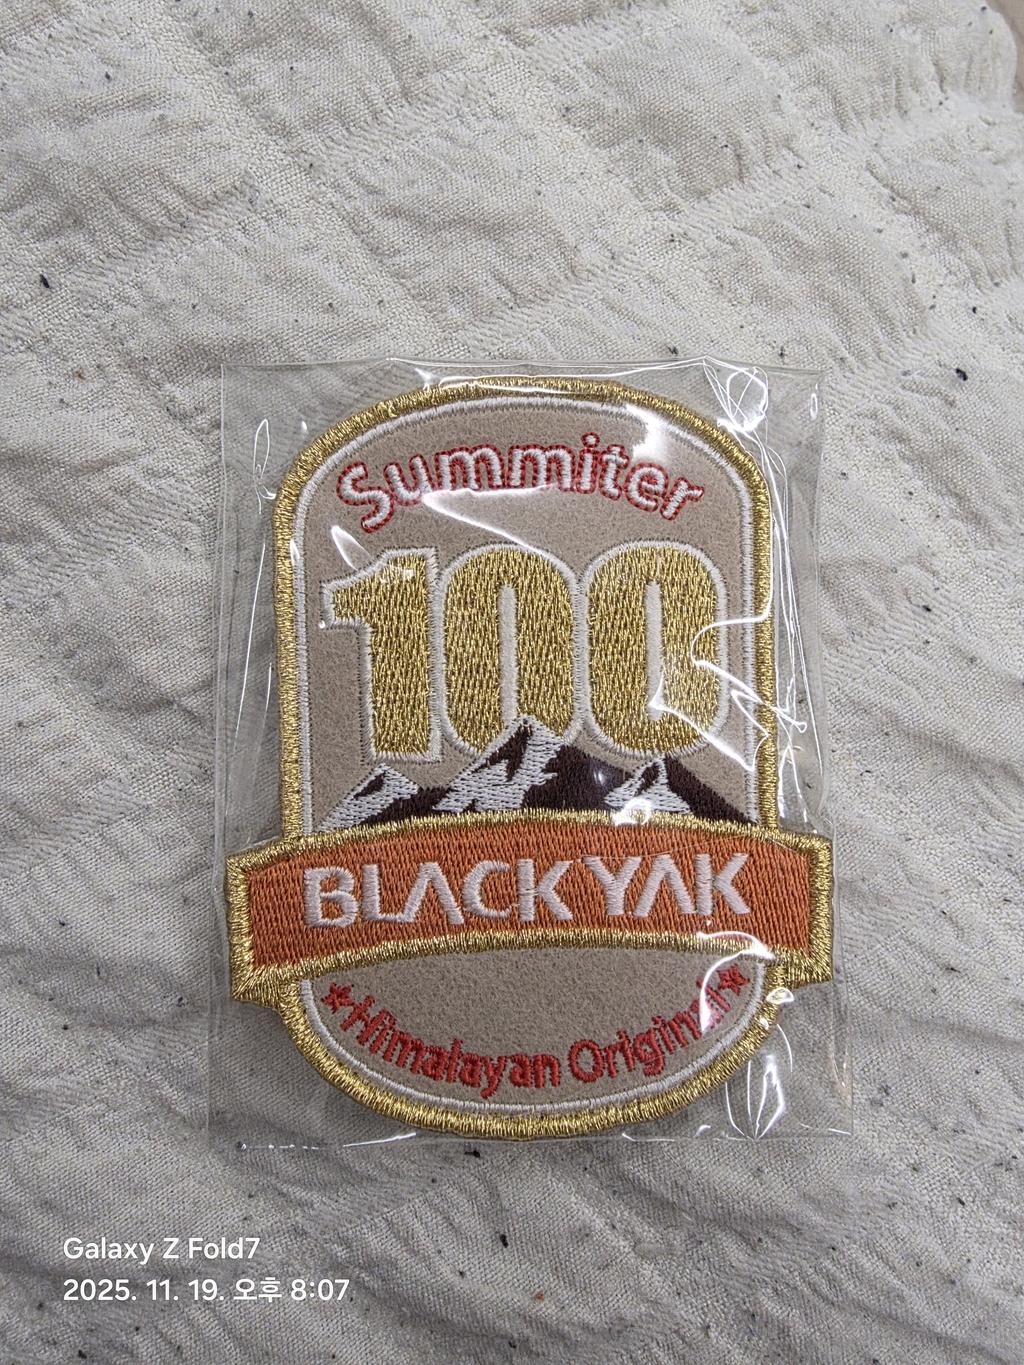 Summiter
100
BLACKYAK
★Himalayan Original★
Galaxy Z Fold7
2025. 11. 19. 오후 8:07